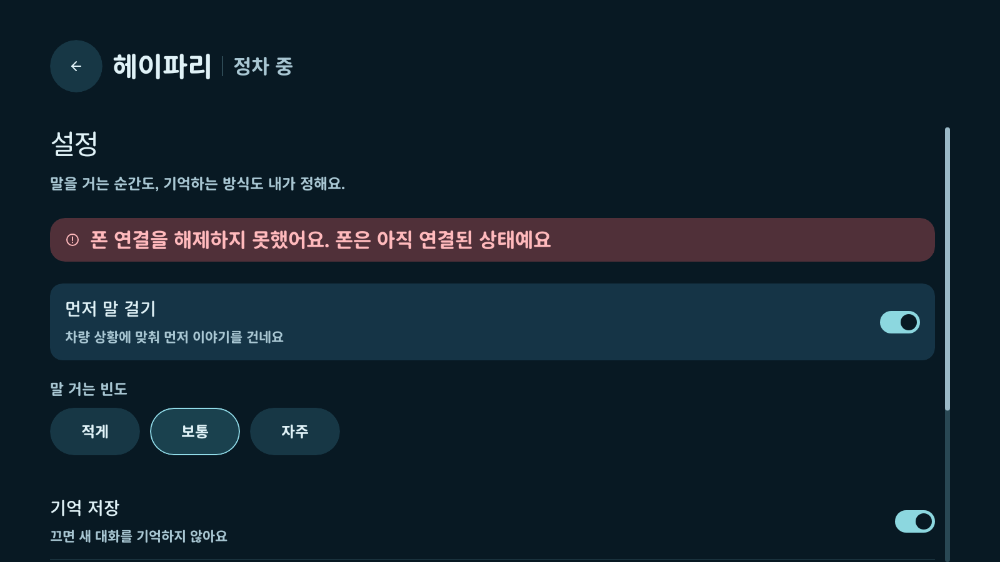 헤이파리 | 정차 중
설정
말을 거는 순간도, 기억하는 방식도 내가 정해요.
폰 연결을 해제하지 못했어요. 폰은 아직 연결된 상태예요
먼저 말 걸기
차량 상황에 맞춰 먼저 이야기를 건네요
말 거는 빈도
적게 보통 자주
기억 저장
끄면 새 대화를 기억하지 않아요